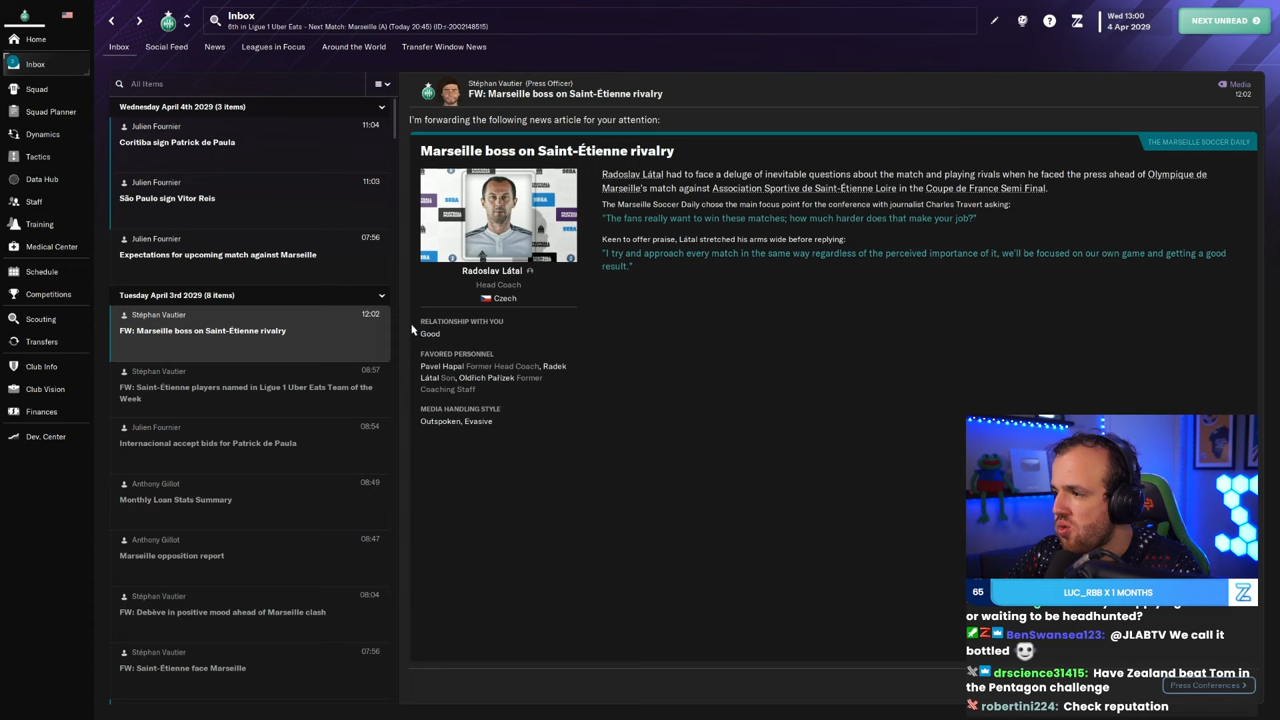 Inbox
6th in Ligue 1 Uber Eats - Next Match: Marseille (A) (Today 20:45) (ID:r-2002148515)
Wed 13:00
4 Apr 2029
NEXT UNREAD
Inbox
Social Feed
News
Leagues in Focus
Around the World
Transfer Window News
Home
Inbox
Squad
Squad Planner
Dynamics
Tactics
Data Hub
Staff
Training
Medical Center
Schedule
Competitions
Scouting
Transfers
Club Info
Club Vision
Finances
Dev. Center
All Items
Wednesday April 4th 2029 (3 items)
Julien Fournier 11:04
Coritiba sign Patrick de Paula
Julien Fournier 11:03
São Paulo sign Vitor Reis
Julien Fournier 07:56
Expectations for upcoming match against Marseille
Tuesday April 3rd 2029 (8 items)
Stéphan Vautier 12:02
FW: Marseille boss on Saint-Étienne rivalry
Stéphan Vautier 08:57
FW: Saint-Étienne players named in Ligue 1 Uber Eats Team of the
Week
Julien Fournier 08:54
Internacional accept bids for Patrick de Paula
Anthony Gillot 08:49
Monthly Loan Stats Summary
Anthony Gillot 08:47
Marseille opposition report
Stéphan Vautier 08:04
FW: Debève in positive mood ahead of Marseille clash
Stéphan Vautier 07:56
FW: Saint-Étienne face Marseille
Stéphan Vautier (Press Officer)
FW: Marseille boss on Saint-Étienne rivalry
Media
12:02
I'm forwarding the following news article for your attention:
THE MARSEILLE SOCCER DAILY
Marseille boss on Saint-Étienne rivalry
Radoslav Látal
Head Coach
Czech
RELATIONSHIP WITH YOU
Good
FAVORED PERSONNEL
Pavel Hapal Former Head Coach, Radek
Látal Son, Oldřich Pařízek Former
Coaching Staff
MEDIA HANDLING STYLE
Outspoken, Evasive
Radoslav Látal had to face a deluge of inevitable questions about the match and playing rivals when he faced the press ahead of Olympique de
Marseille's match against Association Sportive de Saint-Étienne Loire in the Coupe de France Semi Final.
The Marseille Soccer Daily chose the main focus point for the conference with journalist Charles Travert asking:
"The fans really want to win these matches; how much harder does that make your job?"
Keen to offer praise, Látal stretched his arms wide before replying:
"I try and approach every match in the same way regardless of the perceived importance of it, we'll be focused on our own game and getting a good
result."
65
LUC_RBB X 1 MONTHS
or waiting to be headhunted?
BenSwansea123: @JLABTV We call it
bottled
drscience31415: Have Zealand beat Tom in
the Pentagon challenge
robertini224: Check reputation
Press Conferences